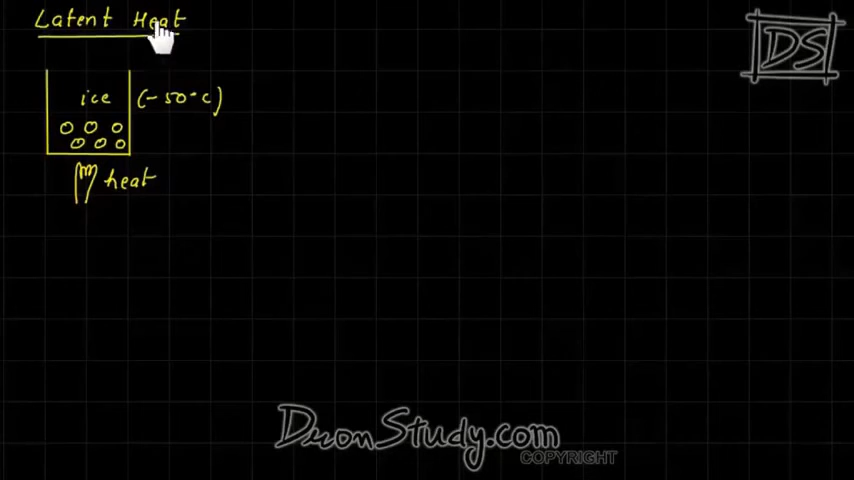 Latent Heat
DS
ice (-50°C)
heat
DronStudy.com
COPYRIGHT